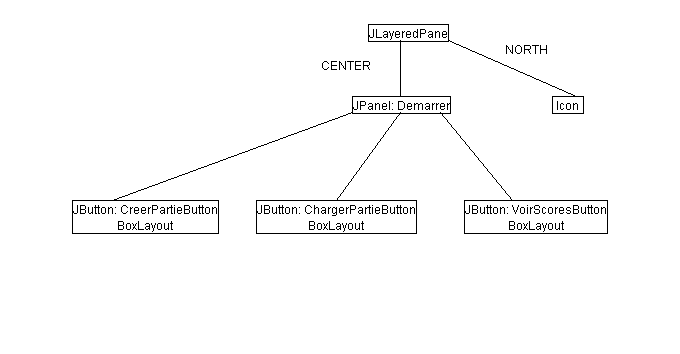 JLayeredPane
NORTH
CENTER
JPanel: Demarrer
Icon
JButton: CreerPartieButton
BoxLayout
JButton: ChargerPartieButton
BoxLayout
JButton: VoirScoresButton
BoxLayout